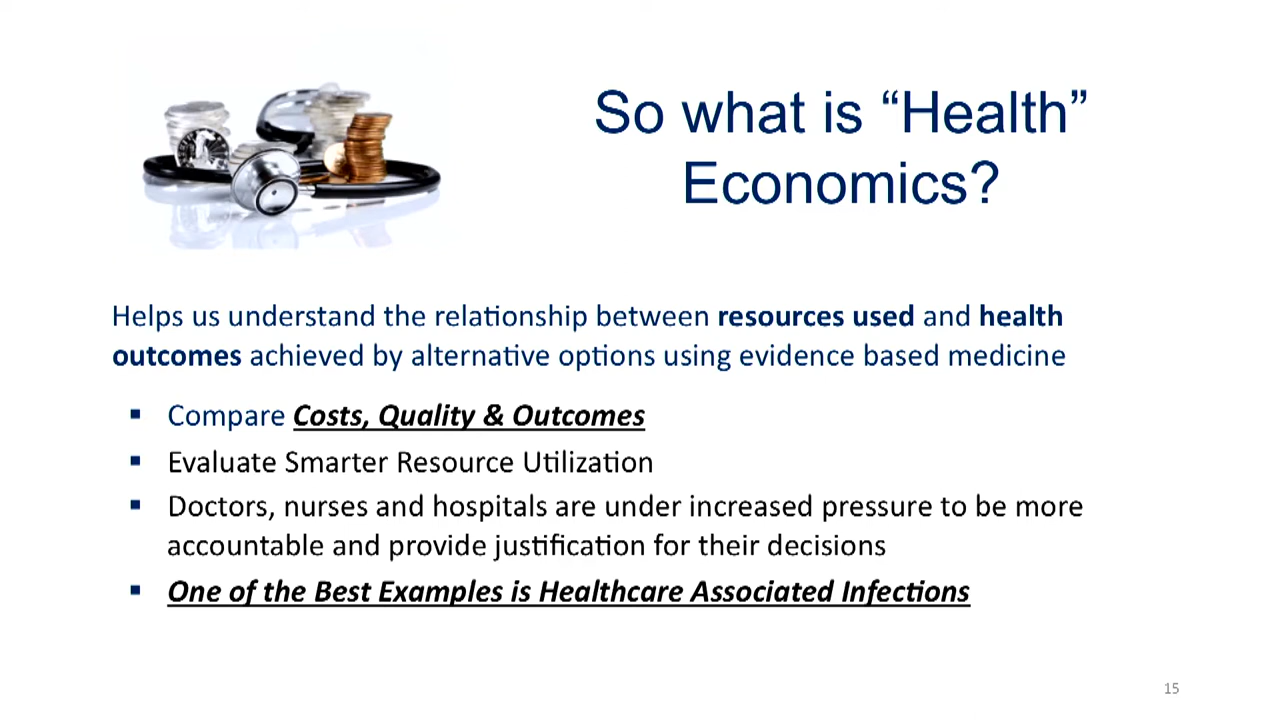 So what is “Health”
Economics?
Helps us understand the relationship between resources used and health
outcomes achieved by alternative options using evidence based medicine
▪ Compare Costs, Quality & Outcomes
▪ Evaluate Smarter Resource Utilization
▪ Doctors, nurses and hospitals are under increased pressure to be more
accountable and provide justification for their decisions
▪ One of the Best Examples is Healthcare Associated Infections
15